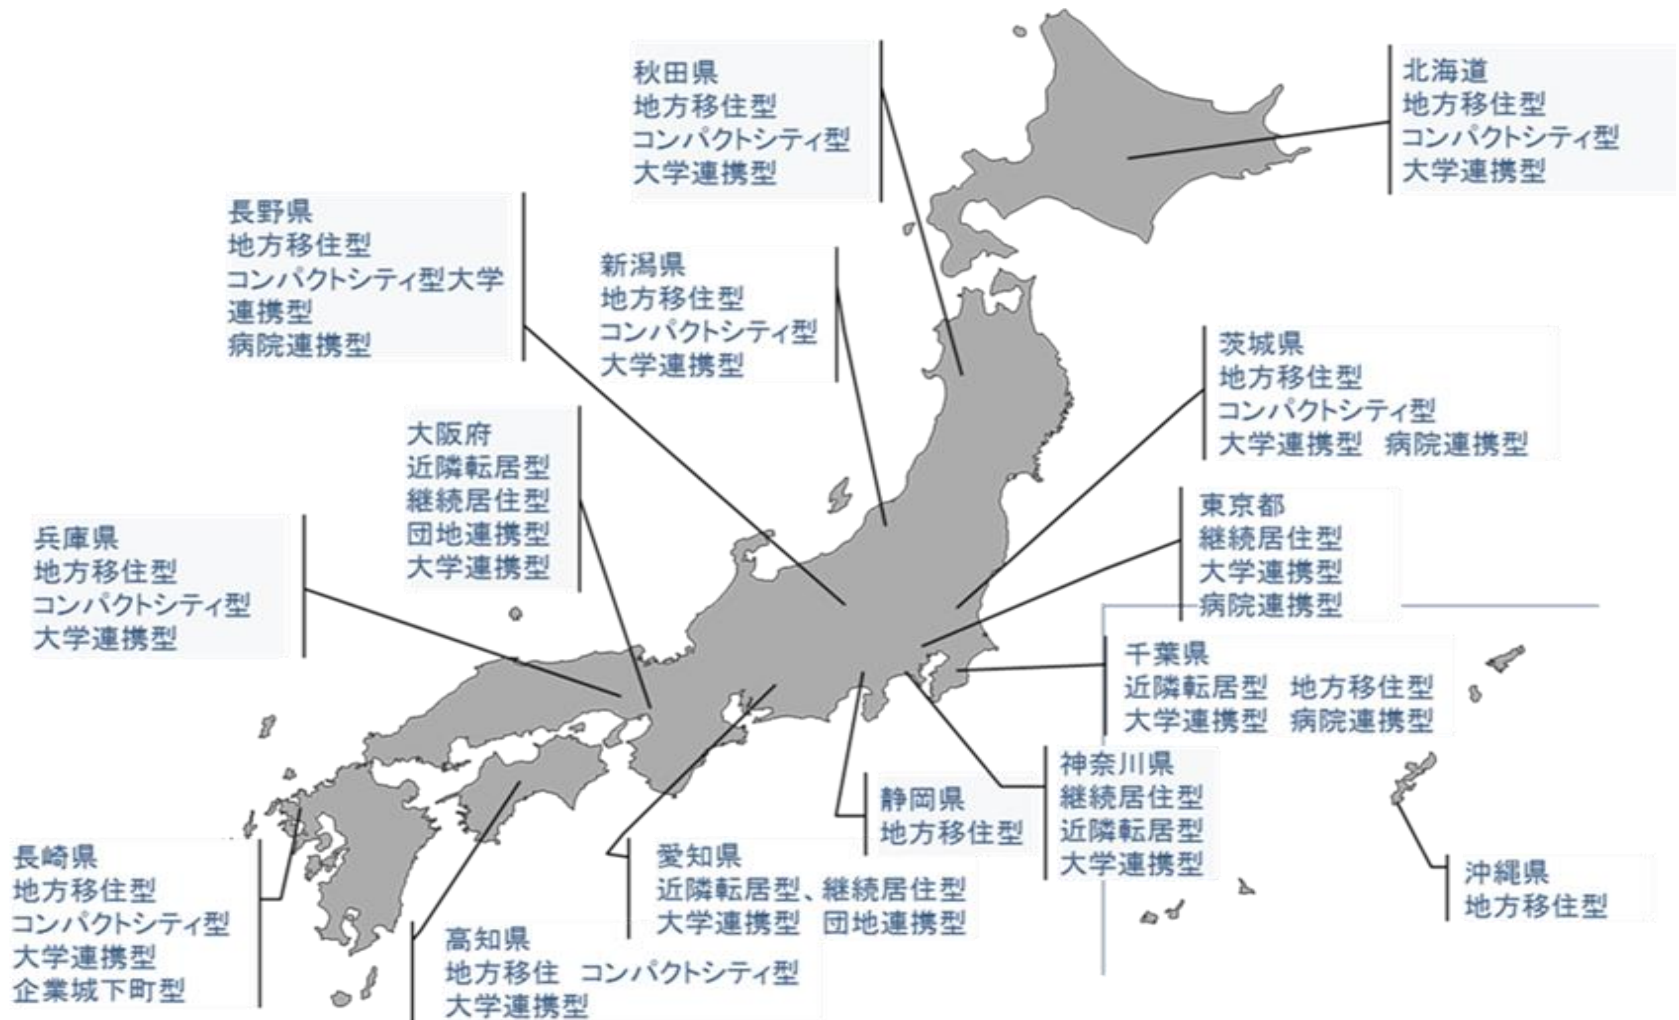 秋田県
地方移住型
コンパクトシティ型
大学連携型
北海道
地方移住型
コンパクトシティ型
大学連携型
長野県
地方移住型
コンパクトシティ型大学
連携型
病院連携型
新潟県
地方移住型
コンパクトシティ型
大学連携型
茨城県
地方移住型
コンパクトシティ型
大学連携型　病院連携型
大阪府
近隣転居型
継続居住型
団地連携型
大学連携型
東京都
継続居住型
大学連携型
病院連携型
兵庫県
地方移住型
コンパクトシティ型
大学連携型
千葉県
近隣転居型　地方移住型
大学連携型　病院連携型
神奈川県
継続居住型
近隣転居型
大学連携型
静岡県
地方移住型
長崎県
地方移住型
コンパクトシティ型
大学連携型
企業城下町型
愛知県
近隣転居型、継続居住型
大学連携型　団地連携型
沖縄県
地方移住型
高知県
地方移住　コンパクトシティ型
大学連携型